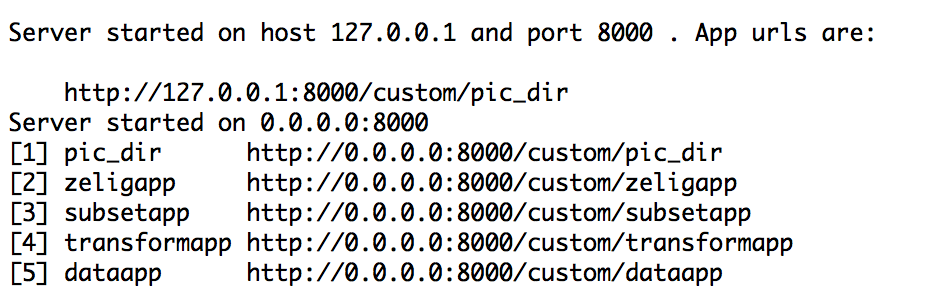 Server started on host 127.0.0.1 and port 8000 . App urls are:
http://127.0.0.1:8000/custom/pic_dir
Server started on 0.0.0.0:8000
[1] pic_dir http://0.0.0.0:8000/custom/pic_dir
[2] zeligapp http://0.0.0.0:8000/custom/zeligapp
[3] subsetapp http://0.0.0.0:8000/custom/subsetapp
[4] transformapp http://0.0.0.0:8000/custom/transformapp
[5] dataapp http://0.0.0.0:8000/custom/dataapp